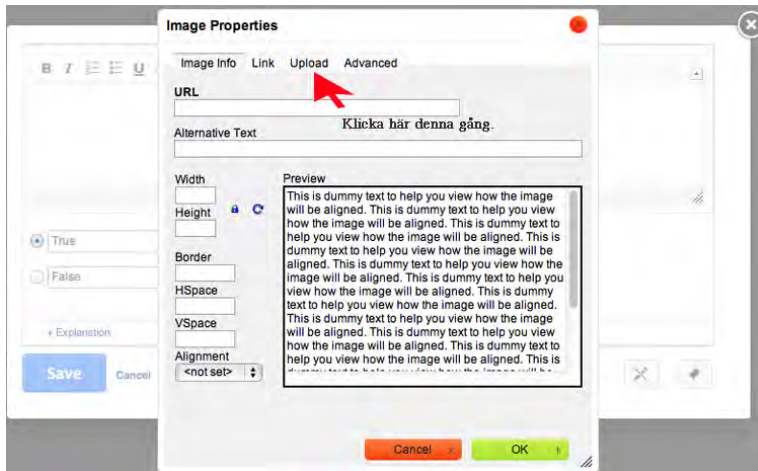 Image Properties
Image Info Link Upload Advanced
B I U
URL
Klicka här denna gång.
Alternative Text
Width
Preview
Height
Border
HSpace
VSpace
Alignment
<not set>
This is dummy text to help you view how the image
will be aligned. This is dummy text to help you view
how the image will be aligned. This is dummy text to
help you view how the image will be aligned. This is
dummy text to help you view how the image will be
aligned. This is dummy text to help you view how the
image will be aligned. This is dummy text to help you
view how the image will be aligned. This is dummy
text to help you view how the image will be aligned.
This is dummy text to help you view how the image
will be aligned. This is dummy text to help you view
how the image will be aligned. This is dummy text to
help you view how the image will be aligned. This is
True
False
+ Explanation
Save Cancel
Cancel OK